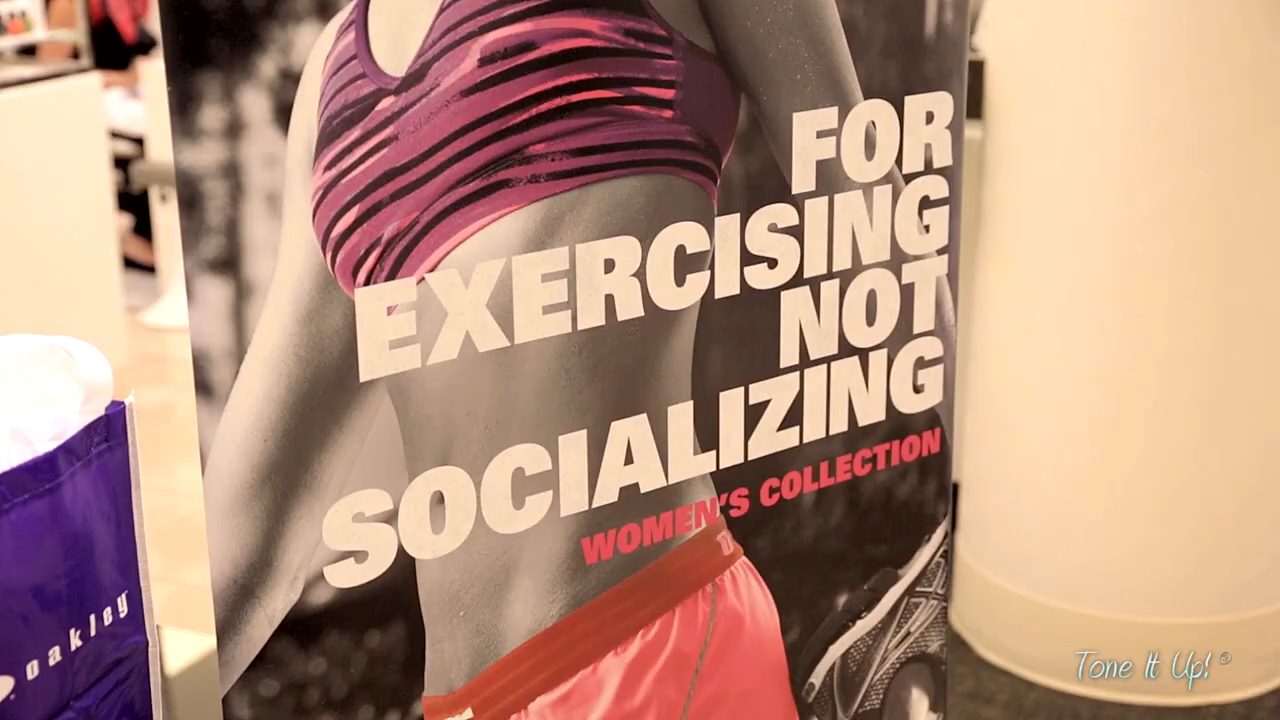 FOR
EXERCISING
NOT
SOCIALIZING
WOMEN'S COLLECTION
oakley
Tone It Up!®